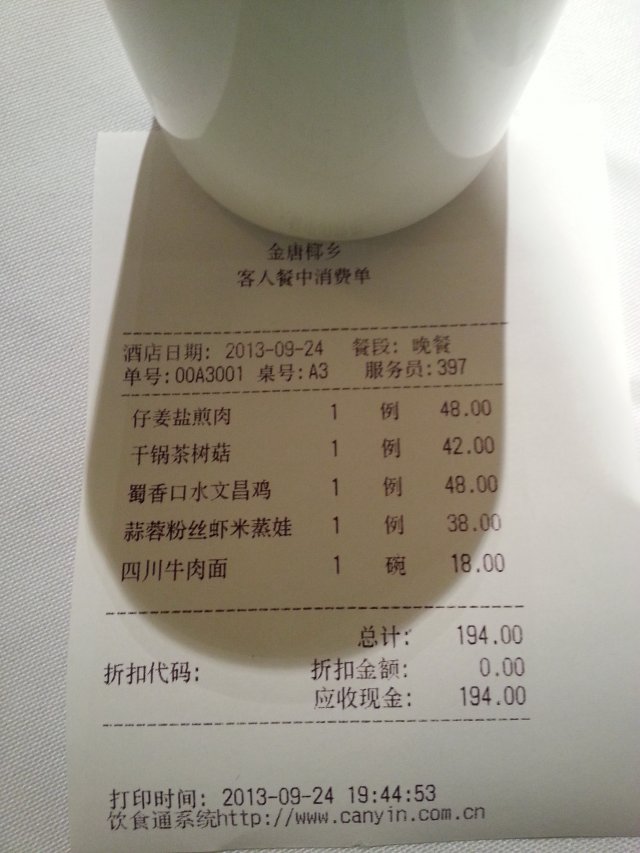 金唐椰乡
客人餐中消费单
酒店日期: 2013-09-24 餐段: 晚餐
单号:00A3001 桌号:A3 服务员:397
仔姜盐煎肉 1 例 48.00
干锅茶树菇 1 例 42.00
蜀香口水文昌鸡 1 例 48.00
蒜蓉粉丝虾米蒸娃 1 例 38.00
四川牛肉面 1 碗 18.00
总计: 194.00
折扣代码: 折扣金额: 0.00
应收现金: 194.00
打印时间: 2013-09-24 19:44:53
饮食通系统http://www.canyin.com.cn